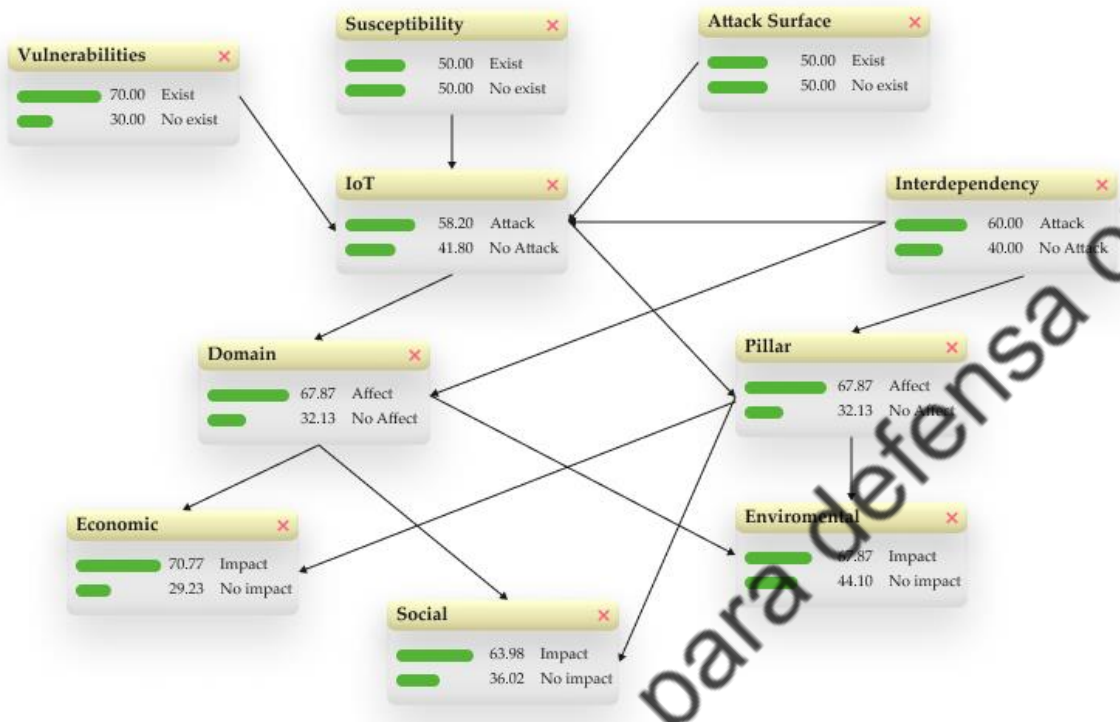 Susceptibility
50.00 Exist
50.00 No exist
Attack Surface
50.00 Exist
50.00 No exist
Vulnerabilities
70.00 Exist
30.00 No exist
IoT
58.20 Attack
41.80 No Attack
Interdependency
60.00 Attack
40.00 No Attack
Domain
67.87 Affect
32.13 No Affect
Pillar
67.87 Affect
32.13 No Affect
Economic
70.77 Impact
29.23 No impact
Enviromental
67.87 Impact
44.10 No impact
Social
63.98 Impact
36.02 No impact
para defensa